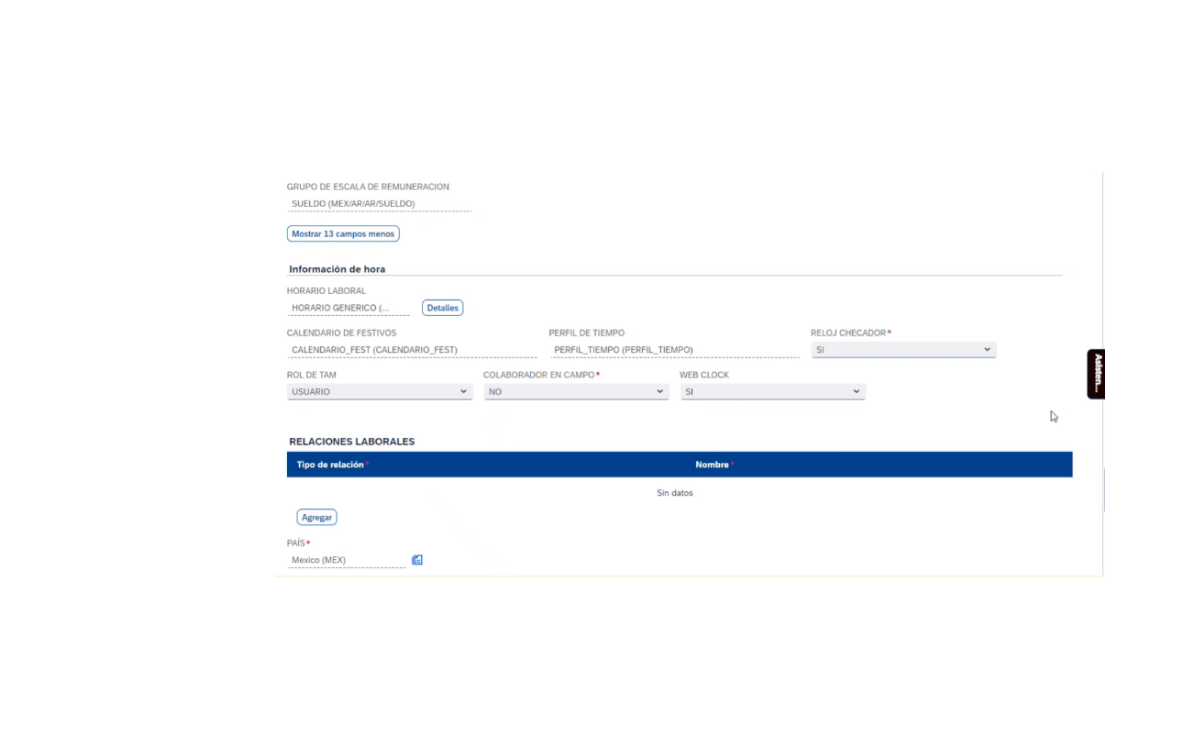 GRUPO DE ESCALA DE REMUNERACION
SUELDO (MEX/AR/AR/SUELDO)
Mostrar 13 campos menos
Información de hora
HORARIO LABORAL
HORARIO GENERICO (... Detalles
CALENDARIO DE FESTIVOS PERFIL DE TIEMPO RELOJ CHECADOR*
CALENDARIO_FEST (CALENDARIO_FEST) PERFIL_TIEMPO (PERFIL_TIEMPO) SI
Asisten...
ROL DE TAM COLABORADOR EN CAMPO* WEB CLOCK
USUARIO NO SI
RELACIONES LABORALES
Tipo de relación* Nombre*
Sin datos
Agregar
PAÍS*
Mexico (MEX)